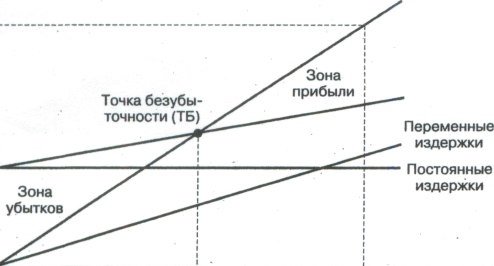 Зона
прибыли
Точка безубы-
точности (ТБ)
Переменные
издержки
Постоянные
издержки
Зона
убытков